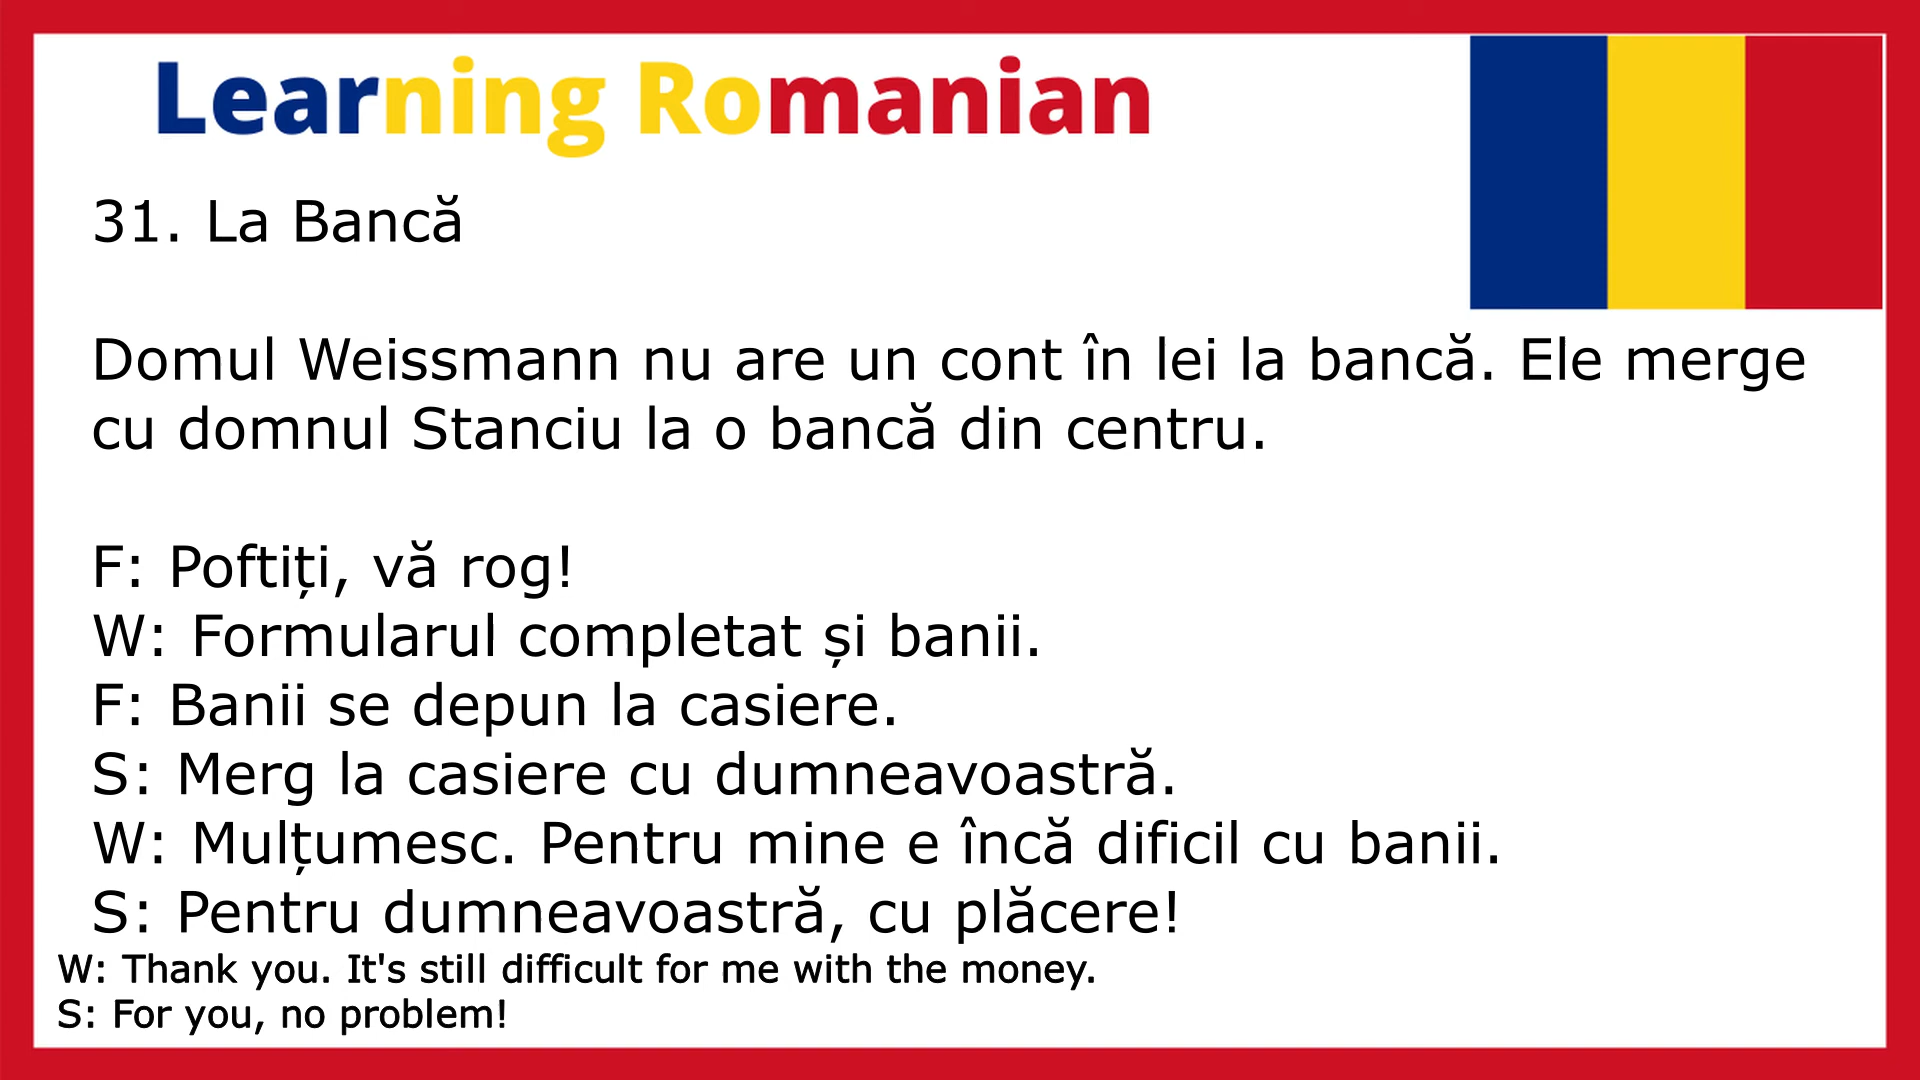 Learning Romanian
31. La Bancă
Domul Weissmann nu are un cont în lei la bancă. Ele merge
cu domnul Stanciu la o bancă din centru.
F: Poftiți, vă rog!
W: Formularul completat și banii.
F: Banii se depun la casiere.
S: Merg la casiere cu dumneavoastră.
W: Mulțumesc. Pentru mine e încă dificil cu banii.
S: Pentru dumneavoastră, cu plăcere!
W: Thank you. It's still difficult for me with the money.
S: For you, no problem!